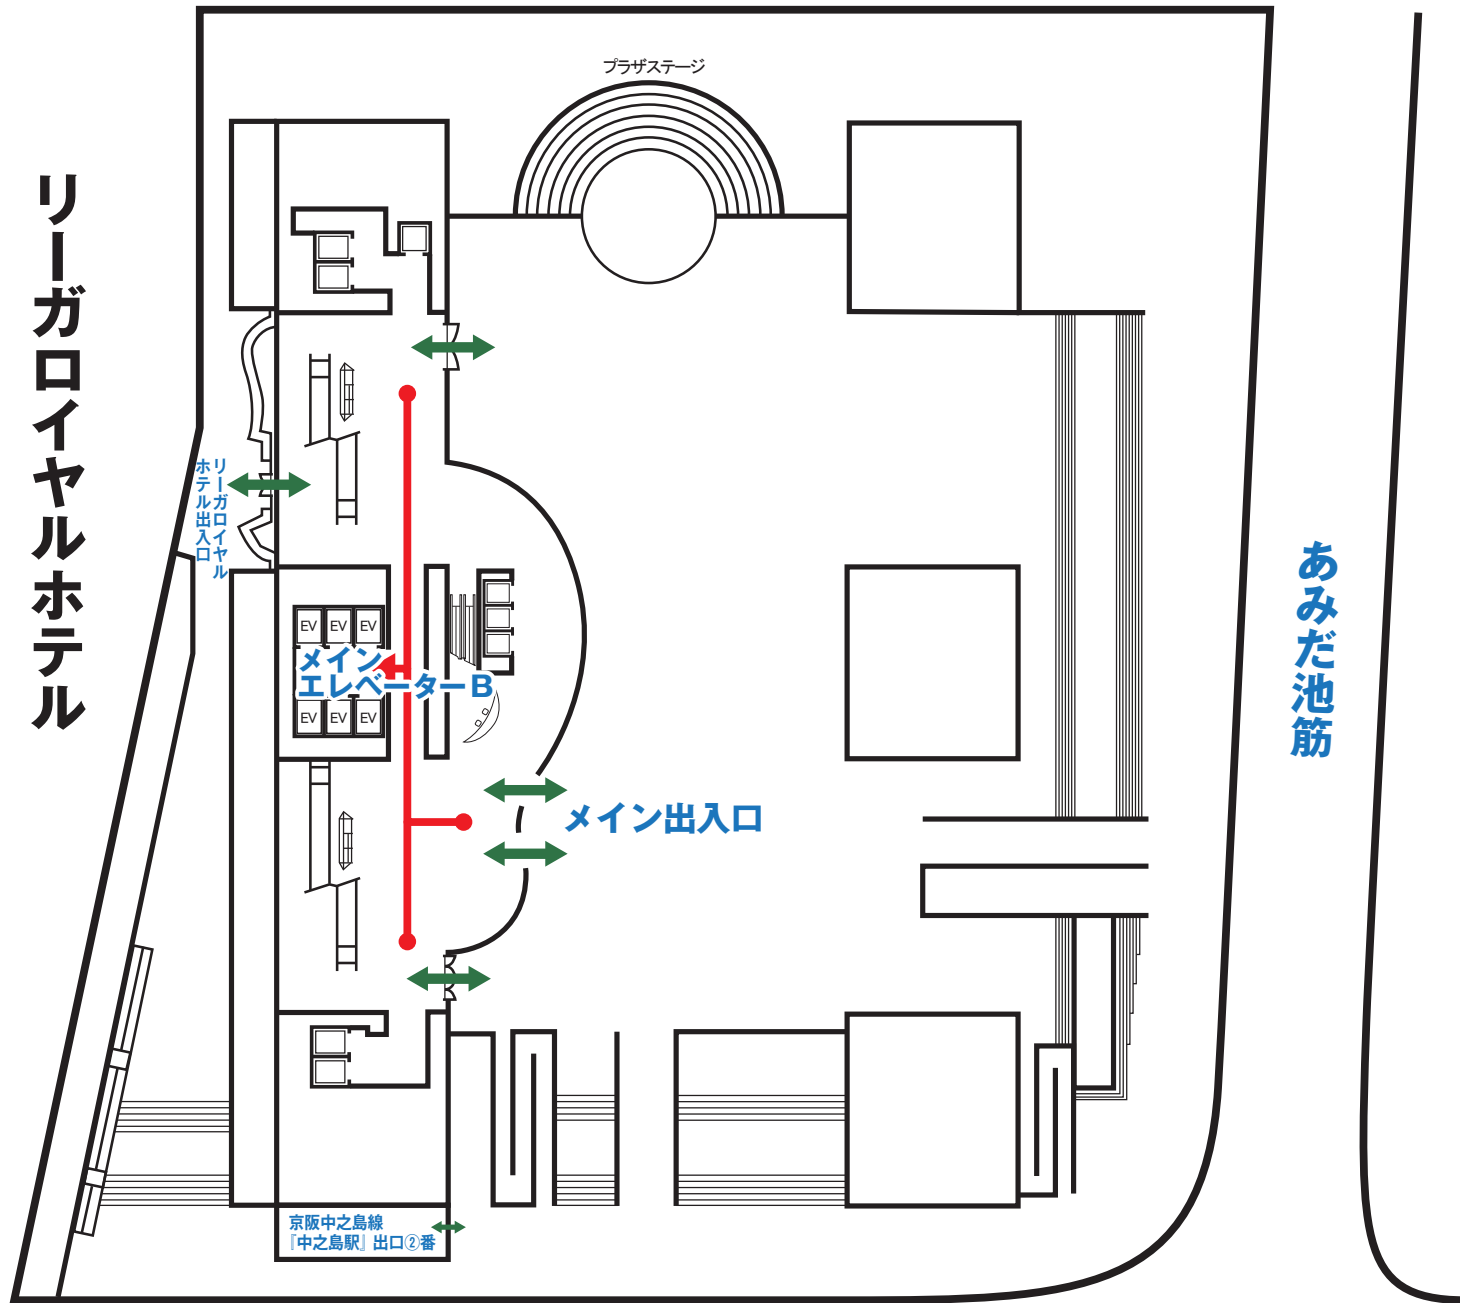 プラザステージ
リーガロイヤルホテル
リーガロイヤル
ホテル出入口
EV EV EV
メイン
エレベーターB
EV EV EV
メイン出入口
あみだ池筋
京阪中之島線
『中之島駅』出口②番